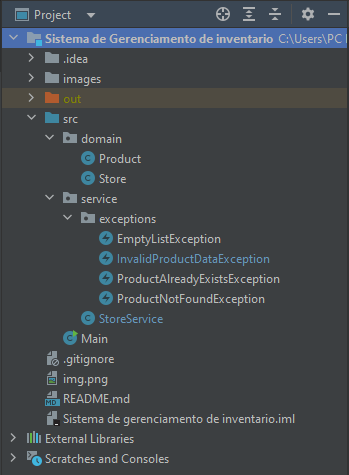 Project
Sistema de Gerenciamento de inventario C:\Users\PC
.idea
images
out
src
domain
Product
Store
service
exceptions
EmptyListException
InvalidProductDataException
ProductAlreadyExistsException
ProductNotFoundException
StoreService
Main
.gitignore
img.png
README.md
Sistema de gerenciamento de inventario.iml
External Libraries
Scratches and Consoles